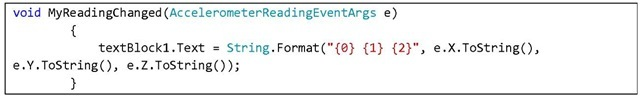 void MyReadingChanged(AccelerometerReadingEventArgs e)
{
textBlock1.Text = String.Format("{0} {1} {2}", e.X.ToString(),
e.Y.ToString(), e.Z.ToString());
}